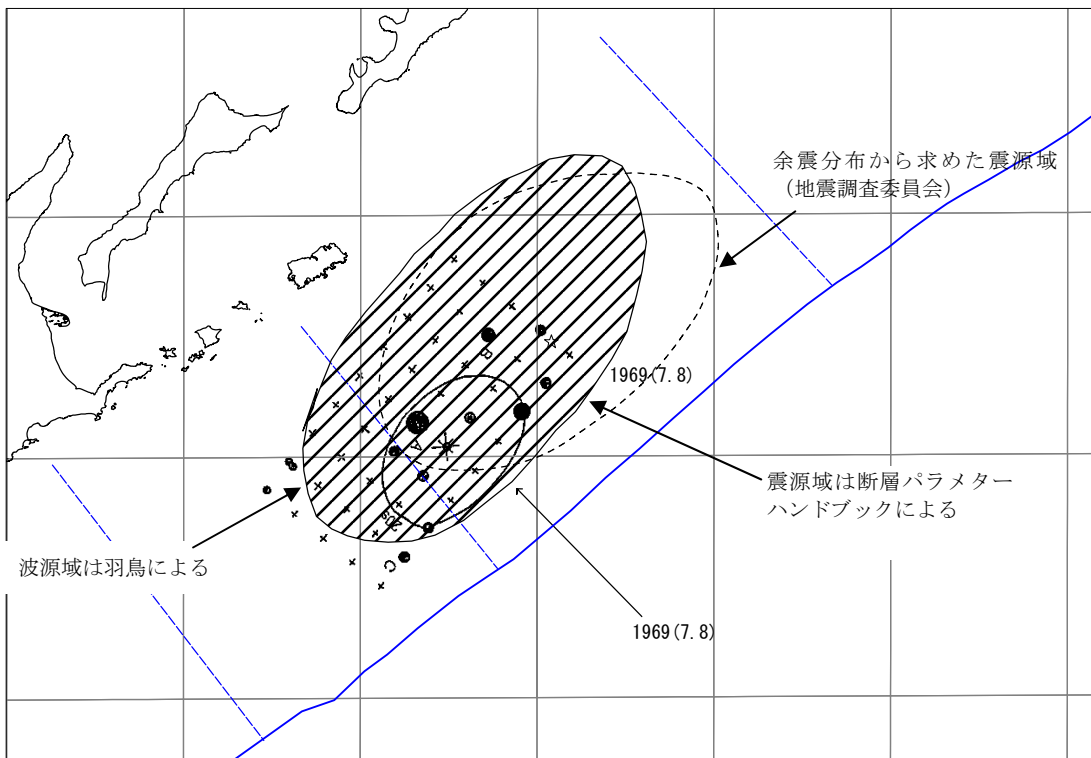 余震分布から求めた震源域
（地震調査委員会）
B
1969(7.8)
A
震源域は断層パラメター
ハンドブックによる
20s
波源域は羽鳥による
C
1969(7.8)